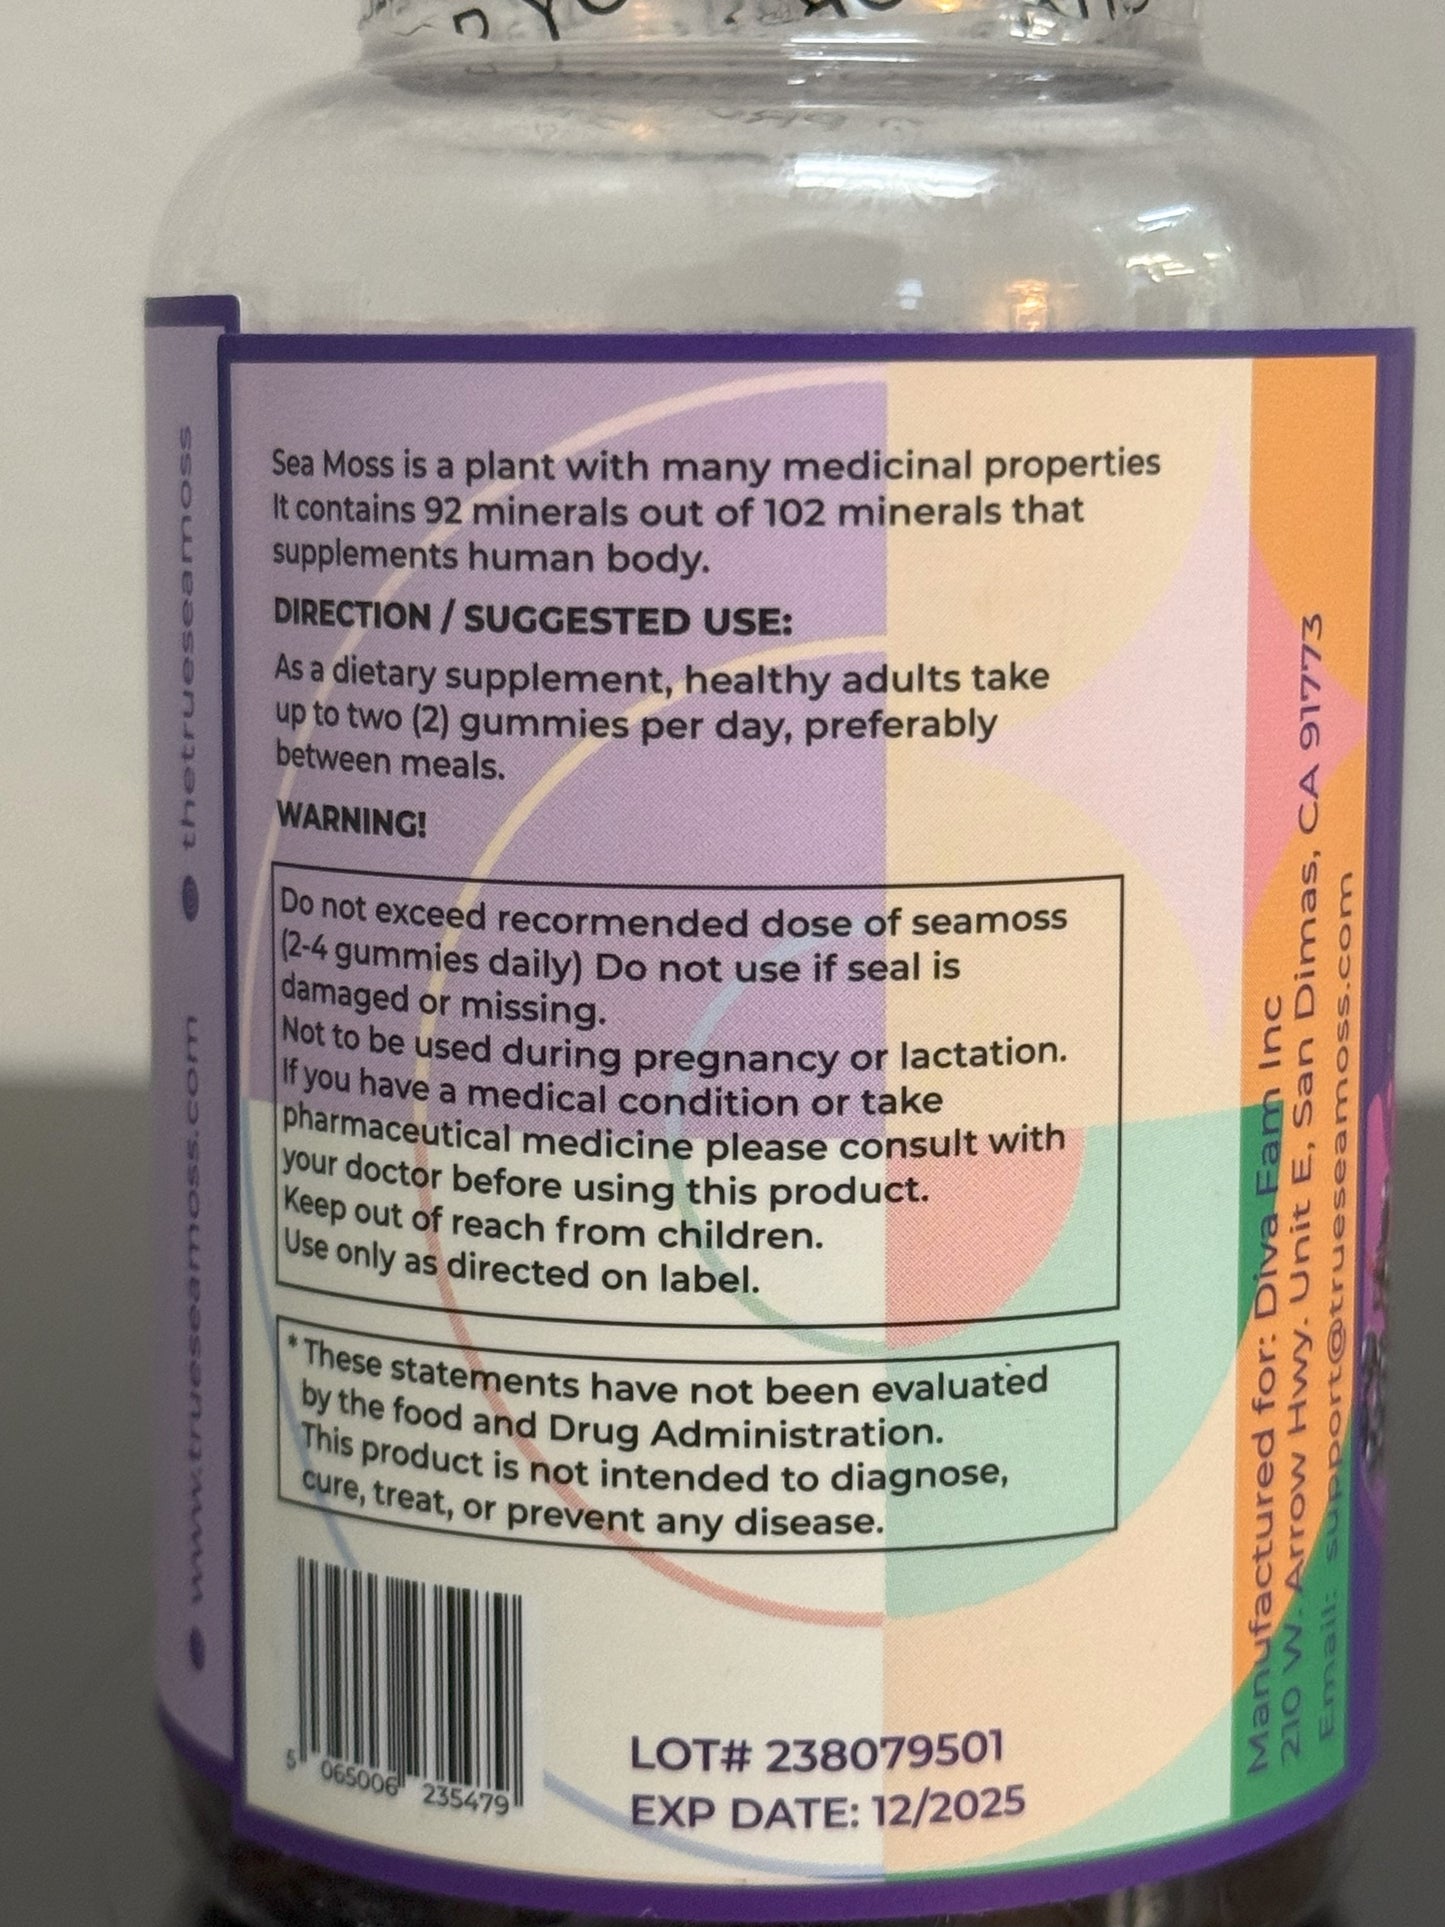 Sea Moss is a plant with many medicinal properties
It contains 92 minerals out of 102 minerals that
supplements human body.
DIRECTION / SUGGESTED USE:
As a dietary supplement, healthy adults take
up to two (2) gummies per day, preferably
between meals.
WARNING!
Do not exceed recormended dose of seamoss
(2-4 gummies daily) Do not use if seal is
damaged or missing.
Not to be used during pregnancy or lactation.
If you have a medical condition or take
pharmaceutical medicine please consult with
your doctor before using this product.
Keep out of reach from children.
Use only as directed on label.
* These statements have not been evaluated
by the food and Drug Administration.
This product is not intended to diagnose,
cure, treat, or prevent any disease.
5 065006 235479
LOT# 238079501
EXP DATE: 12/2025
Manufactured for: Diva Fam Inc
210 W. Arrow Hwy. Unit E, San Dimas, CA 91773
Email: support@trueseamoss.com
www.trueseamoss.com
thetrueseamoss